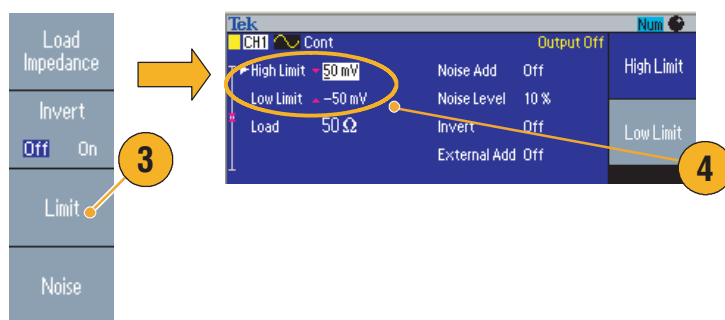 Load
Impedance
Invert
Off On
3
Limit
Noise
Tek Num
CH1 Cont Output Off
High Limit 50 mV Noise Add Off
Low Limit −50 mV Noise Level 10 %
Load 50 Ω Invert Off
External Add Off
High Limit
Low Limit
4